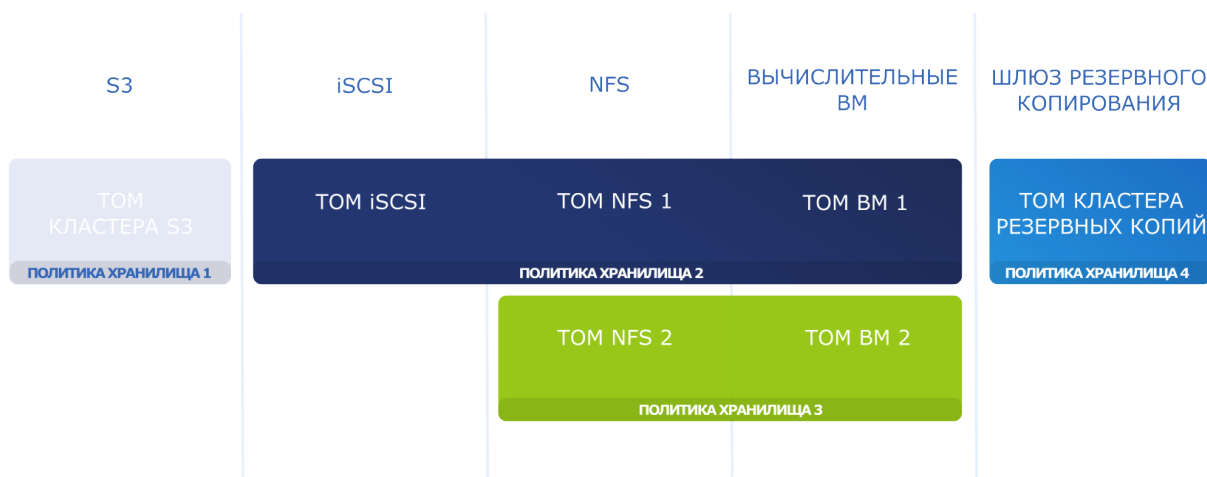 S3
iSCSI
NFS
ВЫЧИСЛИТЕЛЬНЫЕ
ВМ
ШЛЮЗ РЕЗЕРВНОГО
КОПИРОВАНИЯ
ТОМ
КЛАСТЕРА S3
ПОЛИТИКА ХРАНИЛИЩА 1
ТОМ iSCSI
ТОМ NFS 1
ТОМ ВМ 1
ПОЛИТИКА ХРАНИЛИЩА 2
ТОМ КЛАСТЕРА
РЕЗЕРВНЫХ КОПИЙ
ПОЛИТИКА ХРАНИЛИЩА 4
ТОМ NFS 2
ТОМ ВМ 2
ПОЛИТИКА ХРАНИЛИЩА 3